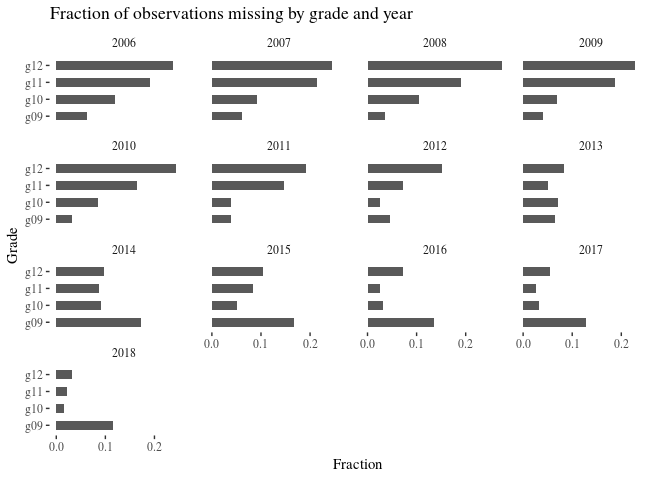 Fraction of observations missing by grade and year
2006 2007 2008 2009
g12
g11
g10
g09
2010 2011 2012 2013
g12
g11
g10
g09
Grade
2014 2015 2016 2017
g12
g11
g10
g09
0.0 0.1 0.2 0.0 0.1 0.2 0.0 0.1 0.2
2018
g12
g11
g10
g09
0.0 0.1 0.2
Fraction